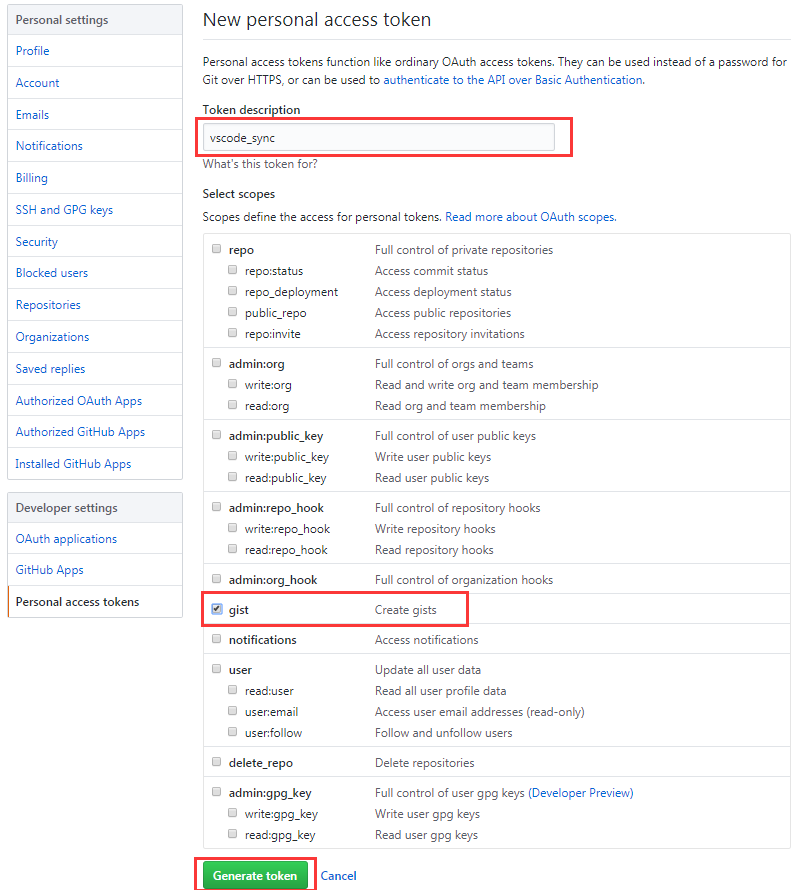 Personal settings
Profile
Account
Emails
Notifications
Billing
SSH and GPG keys
Security
Blocked users
Repositories
Organizations
Saved replies
Authorized OAuth Apps
Authorized GitHub Apps
Installed GitHub Apps
Developer settings
OAuth applications
GitHub Apps
Personal access tokens
New personal access token
Personal access tokens function like ordinary OAuth access tokens. They can be used instead of a password for
Git over HTTPS, or can be used to authenticate to the API over Basic Authentication.
Token description
vscode_sync
What's this token for?
Select scopes
Scopes define the access for personal tokens. Read more about OAuth scopes.
repo Full control of private repositories
repo:status Access commit status
repo_deployment Access deployment status
public_repo Access public repositories
repo:invite Access repository invitations
admin:org Full control of orgs and teams
write:org Read and write org and team membership
read:org Read org and team membership
admin:public_key Full control of user public keys
write:public_key Write user public keys
read:public_key Read user public keys
admin:repo_hook Full control of repository hooks
write:repo_hook Write repository hooks
read:repo_hook Read repository hooks
admin:org_hook Full control of organization hooks
gist Create gists
notifications Access notifications
user Update all user data
read:user Read all user profile data
user:email Access user email addresses (read-only)
user:follow Follow and unfollow users
delete_repo Delete repositories
admin:gpg_key Full control of user gpg keys (Developer Preview)
write:gpg_key Write user gpg keys
read:gpg_key Read user gpg keys
Generate token Cancel